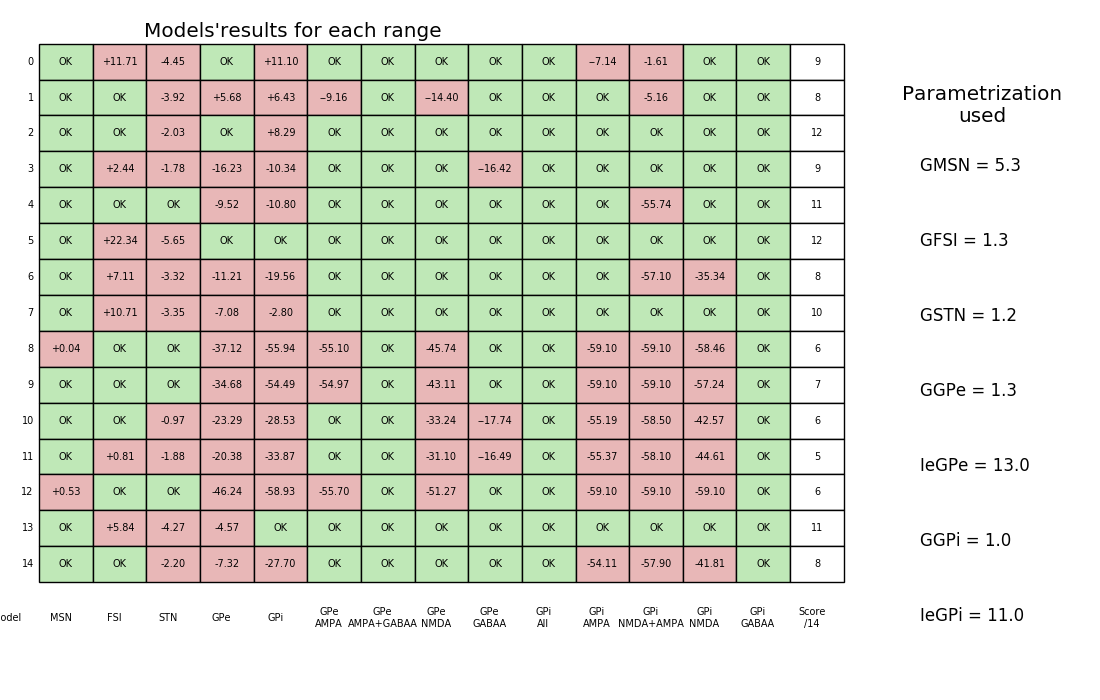 Models'results for each range
0 OK +11.71 -4.45 OK +11.10 OK OK OK OK OK --7.14 -1.61 OK OK 9
1 OK OK -3.92 +5.68 +6.43 --9.16 OK --14.40 OK OK OK -5.16 OK OK 8
2 OK OK -2.03 OK +8.29 OK OK OK OK OK OK OK OK OK 12
3 OK +2.44 -1.78 -16.23 -10.34 OK OK OK --16.42 OK OK OK OK OK 9
4 OK OK OK -9.52 -10.80 OK OK OK OK OK OK -55.74 OK OK 11
5 OK +22.34 -5.65 OK OK OK OK OK OK OK OK OK OK OK 12
6 OK +7.11 -3.32 -11.21 -19.56 OK OK OK OK OK OK -57.10 -35.34 OK 8
7 OK +10.71 -3.35 -7.08 -2.80 OK OK OK OK OK OK OK OK OK 10
8 +0.04 OK OK -37.12 -55.94 -55.10 OK -45.74 OK OK -59.10 -59.10 -58.46 OK 6
9 OK OK OK -34.68 -54.49 -54.97 OK -43.11 OK OK -59.10 -59.10 -57.24 OK 7
10 OK OK -0.97 -23.29 -28.53 OK OK -33.24 --17.74 OK -55.19 -58.50 -42.57 OK 6
11 OK +0.81 -1.88 -20.38 -33.87 OK OK -31.10 --16.49 OK -55.37 -58.10 -44.61 OK 5
12 +0.53 OK OK -46.24 -58.93 -55.70 OK -51.27 OK OK -59.10 -59.10 -59.10 OK 6
13 OK +5.84 -4.27 -4.57 OK OK OK OK OK OK OK OK OK OK 11
14 OK OK -2.20 -7.32 -27.70 OK OK OK OK OK -54.11 -57.90 -41.81 OK 8
odel MSN FSI STN GPe GPi GPe GPe GPe GPe GPi GPi GPi GPi GPi Score
AMPA AMPA+GABAA NMDA GABAA All AMPA NMDA+AMPA NMDA GABAA /14
Parametrization
used
GMSN = 5.3
GFSI = 1.3
GSTN = 1.2
GGPe = 1.3
IeGPe = 13.0
GGPi = 1.0
IeGPi = 11.0